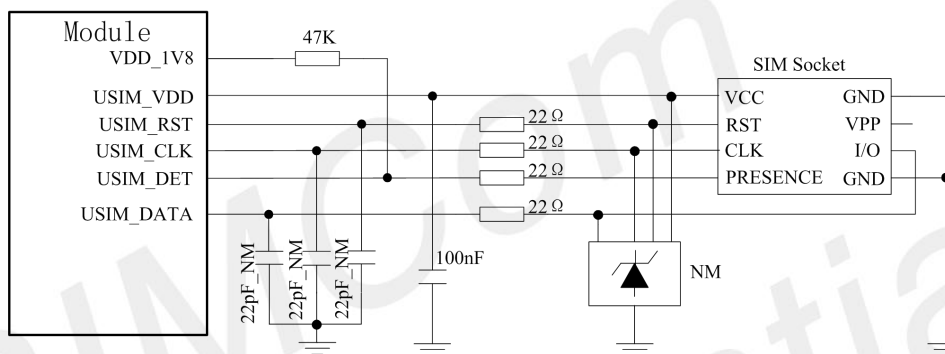 Module
VDD_1V8
47K
USIM_VDD
USIM_RST
USIM_CLK
USIM_DET
USIM_DATA
22Ω
22Ω
22Ω
22Ω
SIM Socket
VCC
GND
RST
VPP
CLK
I/O
PRESENCE
GND
22pF_NM
22pF_NM
22pF_NM
100nF
NM